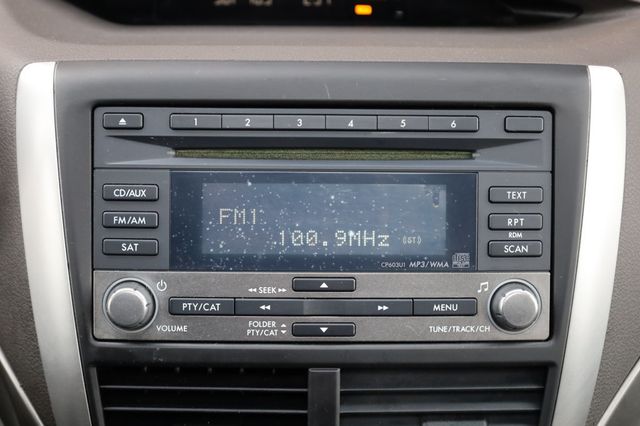 1 2 3 4 5 6
CD/AUX
FM/AM
SAT
FM1
100.9MHz (ST)
CP603U1 MP3/WMA
TEXT
RPT
RDM
SCAN
SEEK
PTY/CAT
MENU
VOLUME
FOLDER
PTY/CAT
TUNE/TRACK/CH